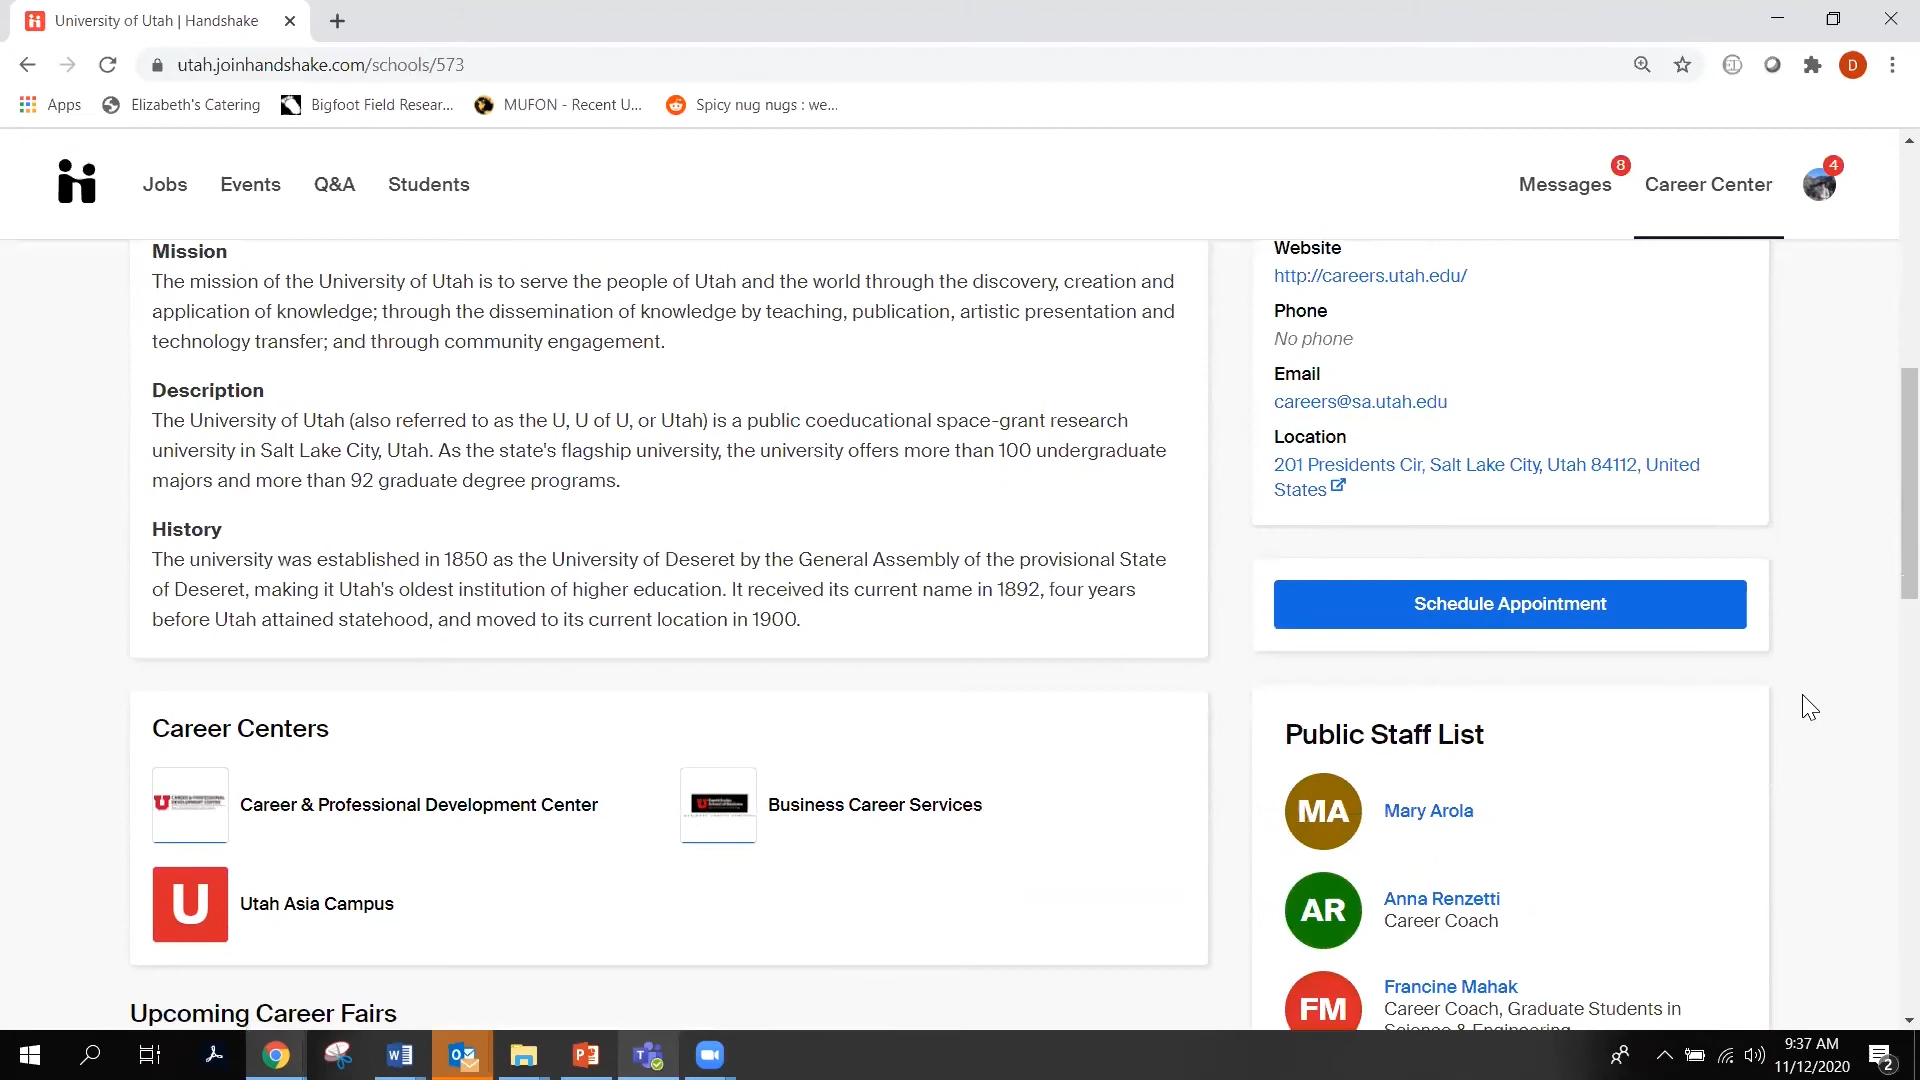 University of Utah | Handshake
utah.joinhandshake.com/schools/573
D
Apps
Elizabeth's Catering
Bigfoot Field Resear...
MUFON - Recent U...
Spicy nug nugs : we...
Jobs
Events
Q&A
Students
Messages
8
Career Center
4
Mission
The mission of the University of Utah is to serve the people of Utah and the world through the discovery, creation and
application of knowledge; through the dissemination of knowledge by teaching, publication, artistic presentation and
technology transfer; and through community engagement.
Description
The University of Utah (also referred to as the U, U of U, or Utah) is a public coeducational space-grant research
university in Salt Lake City, Utah. As the state's flagship university, the university offers more than 100 undergraduate
majors and more than 92 graduate degree programs.
History
The university was established in 1850 as the University of Deseret by the General Assembly of the provisional State
of Deseret, making it Utah's oldest institution of higher education. It received its current name in 1892, four years
before Utah attained statehood, and moved to its current location in 1900.
Website
http://careers.utah.edu/
Phone
No phone
Email
careers@sa.utah.edu
Location
201 Presidents Cir, Salt Lake City, Utah 84112, United
States
Schedule Appointment
Career Centers
Career & Professional Development Center
Business Career Services
U
Utah Asia Campus
Public Staff List
MA
Mary Arola
AR
Anna Renzetti
Career Coach
FM
Francine Mahak
Career Coach, Graduate Students in
Science & Engineering
Upcoming Career Fairs
9:37 AM
11/12/2020
2